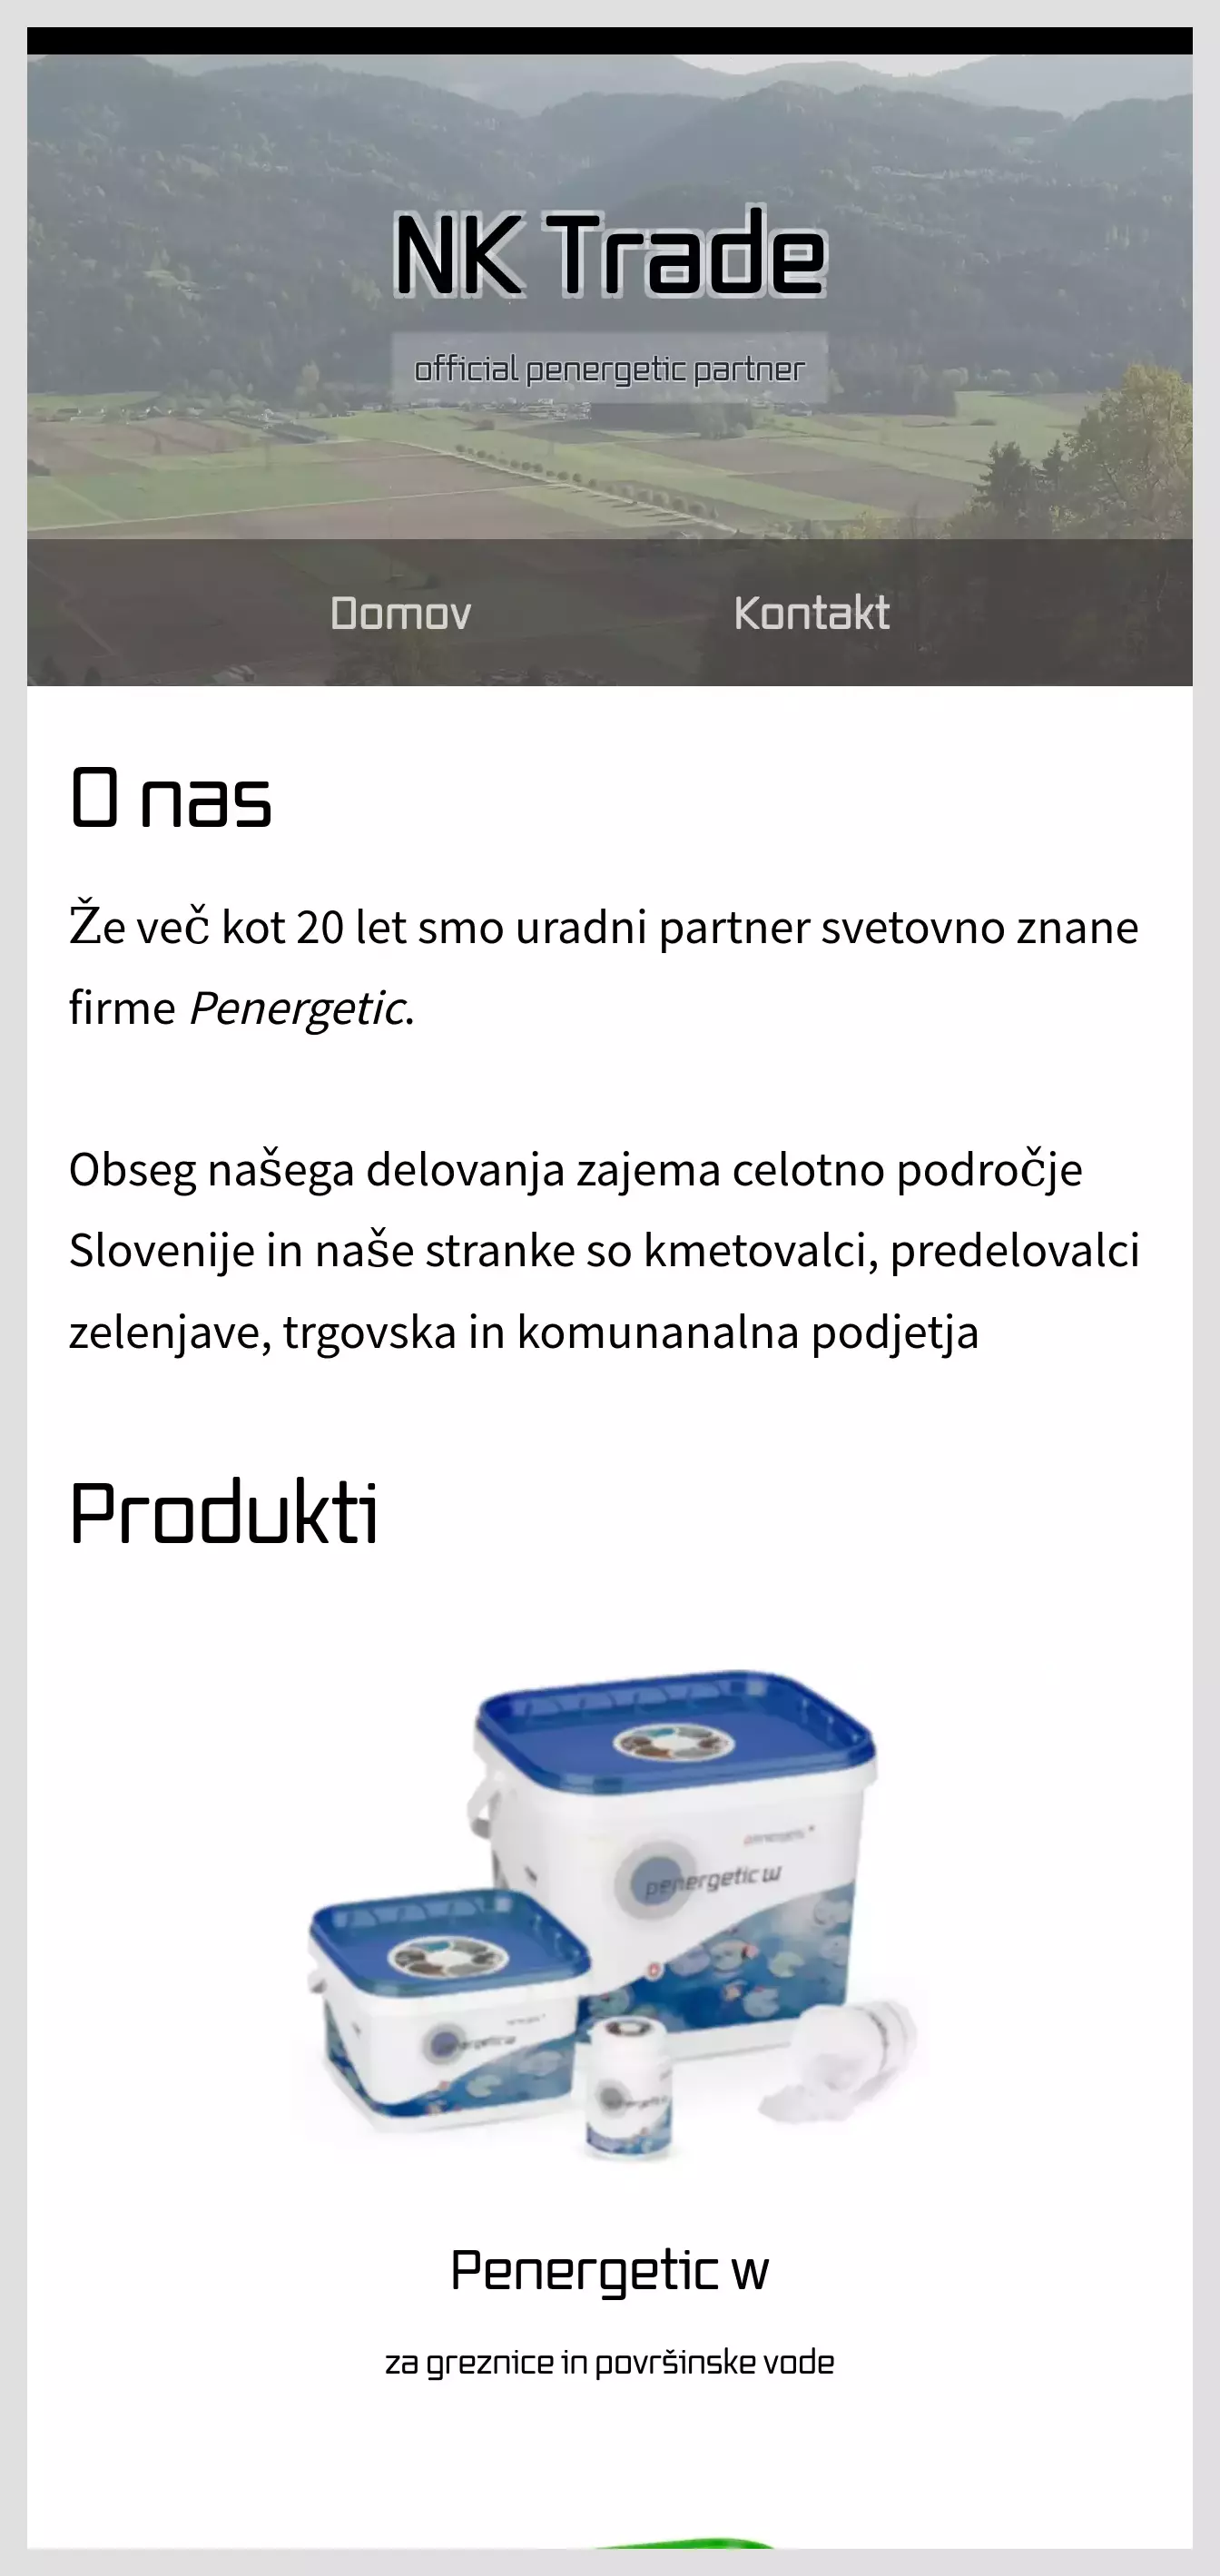 NK Trade
official penergetic partner
Domov
Kontakt
O nas
Že več kot 20 let smo uradni partner svetovno znane
firme Penergetic.
Obseg našega delovanja zajema celotno področje
Slovenije in naše stranke so kmetovalci, predelovalci
zelenjave, trgovska in komunanalna podjetja
Produkti
penergetic w
Penergetic w
za greznice in površinske vode